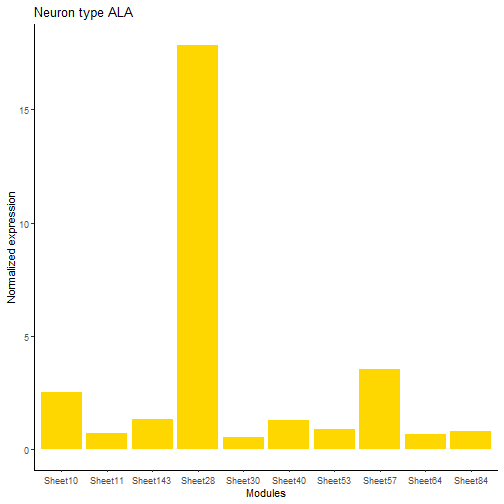 Neuron type ALA
Normalized expression
15
10
5
0
Sheet10 Sheet11 Sheet143 Sheet28 Sheet30 Sheet40 Sheet53 Sheet57 Sheet64 Sheet84
Modules